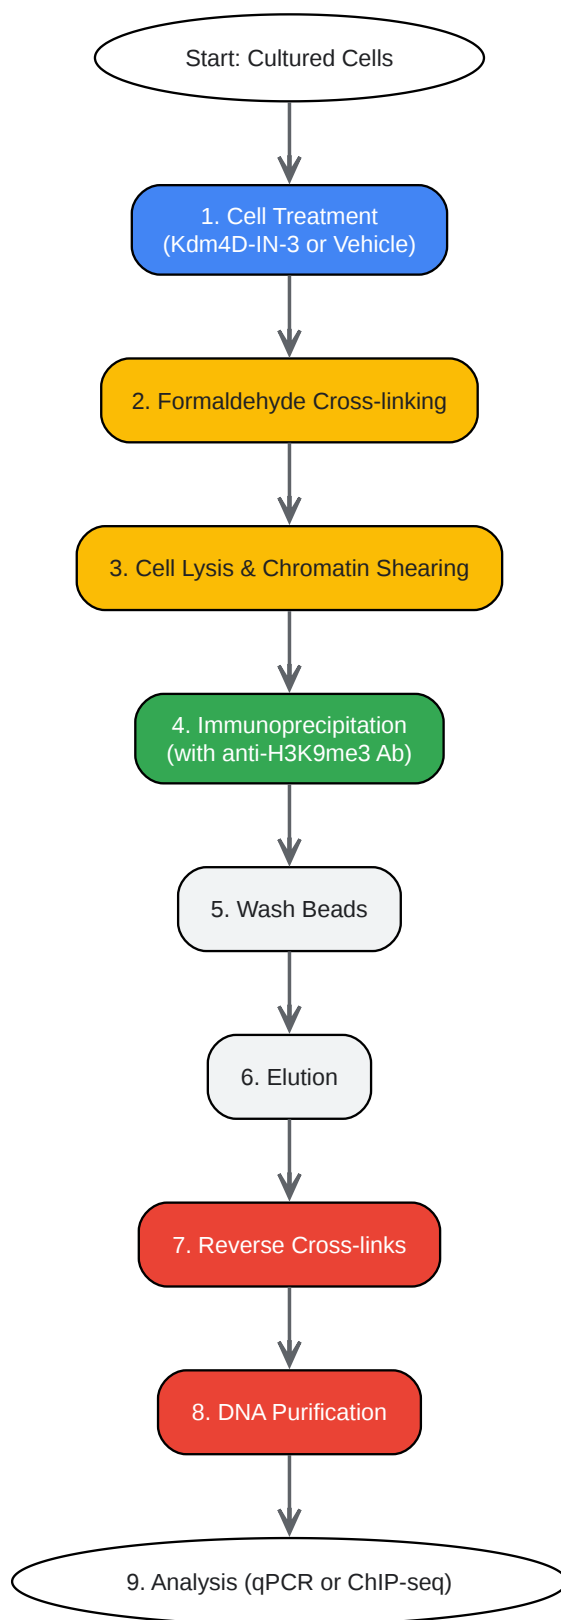 Start: Cultured Cells
1. Cell Treatment
(Kdm4D-IN-3 or Vehicle)
2. Formaldehyde Cross-linking
3. Cell Lysis & Chromatin Shearing
4. Immunoprecipitation
(with anti-H3K9me3 Ab)
5. Wash Beads
6. Elution
7. Reverse Cross-links
8. DNA Purification
9. Analysis (qPCR or ChIP-seq)